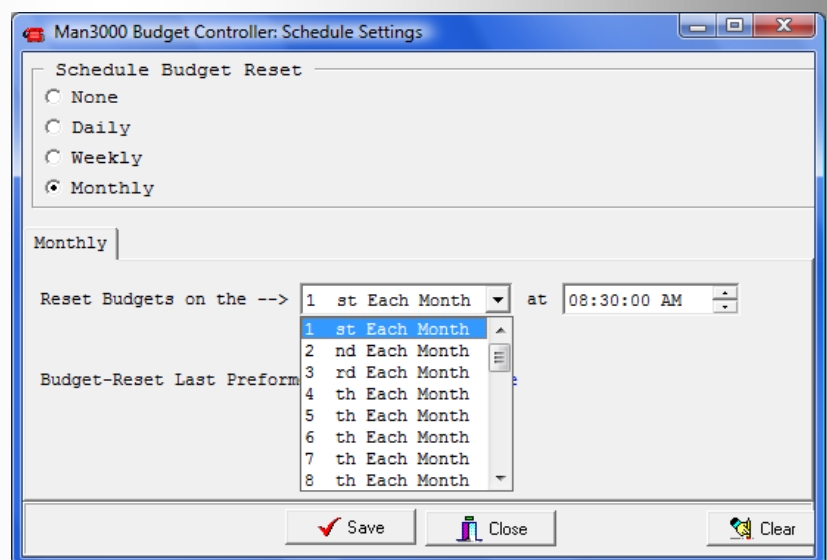 Man3000 Budget Controller: Schedule Settings
Schedule Budget Reset
None
Daily
Weekly
Monthly
Monthly
Reset Budgets on the --> 1 st Each Month at 08:30:00 AM
1 st Each Month
2 nd Each Month
3 rd Each Month
Budget-Reset Last
4 th Each Month
5 th Each Month
6 th Each Month
7 th Each Month
8 th Each Month
Save Close Clear